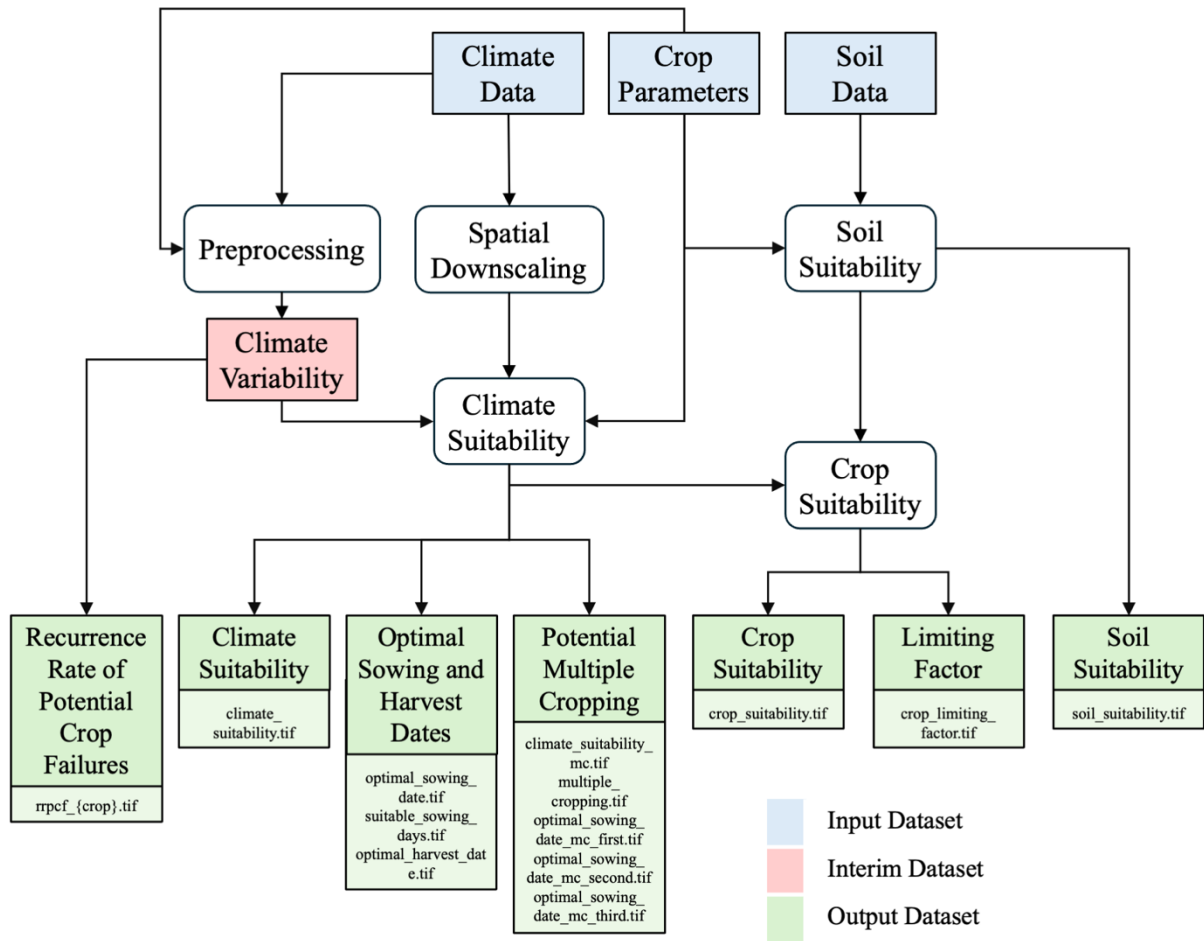 Climate
Data
Crop
Parameters
Soil
Data
Preprocessing
Spatial
Downscaling
Soil
Suitability
Climate
Variability
Climate
Suitability
Crop
Suitability
Recurrence
Rate of
Potential
Crop
Failures
rrpcf_{crop}.tif
Climate
Suitability
climate_
suitability.tif
Optimal
Sowing and
Harvest
Dates
optimal_sowing_
date.tif
suitable_sowing_
days.tif
optimal_harvest_dat
e.tif
Potential
Multiple
Cropping
climate_suitability_
mc.tif
multiple_
cropping.tif
optimal_sowing_
date_mc_first.tif
optimal_sowing_
date_mc_second.tif
optimal_sowing_
date_mc_third.tif
Crop
Suitability
crop_suitability.tif
Limiting
Factor
crop_limiting_
factor.tif
Soil
Suitability
soil_suitability.tif
Input Dataset
Interim Dataset
Output Dataset